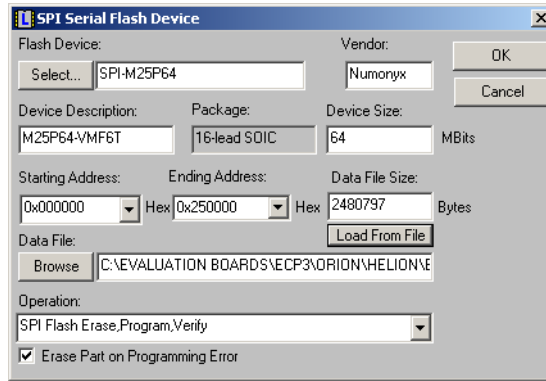 SPI Serial Flash Device
Flash Device: Vendor:
Select... SPI-M25P64 Numonyx OK
Cancel
Device Description: Package: Device Size:
M25P64-VMF6T 16-lead SOIC 64 MBits
Starting Address: Ending Address: Data File Size:
0x000000 Hex 0x250000 Hex 2480797 Bytes
Load From File
Data File:
Browse C:\EVALUATION BOARDS\ECP3\ORION\HELION\E
Operation:
SPI Flash Erase,Program,Verify
Erase Part on Programming Error